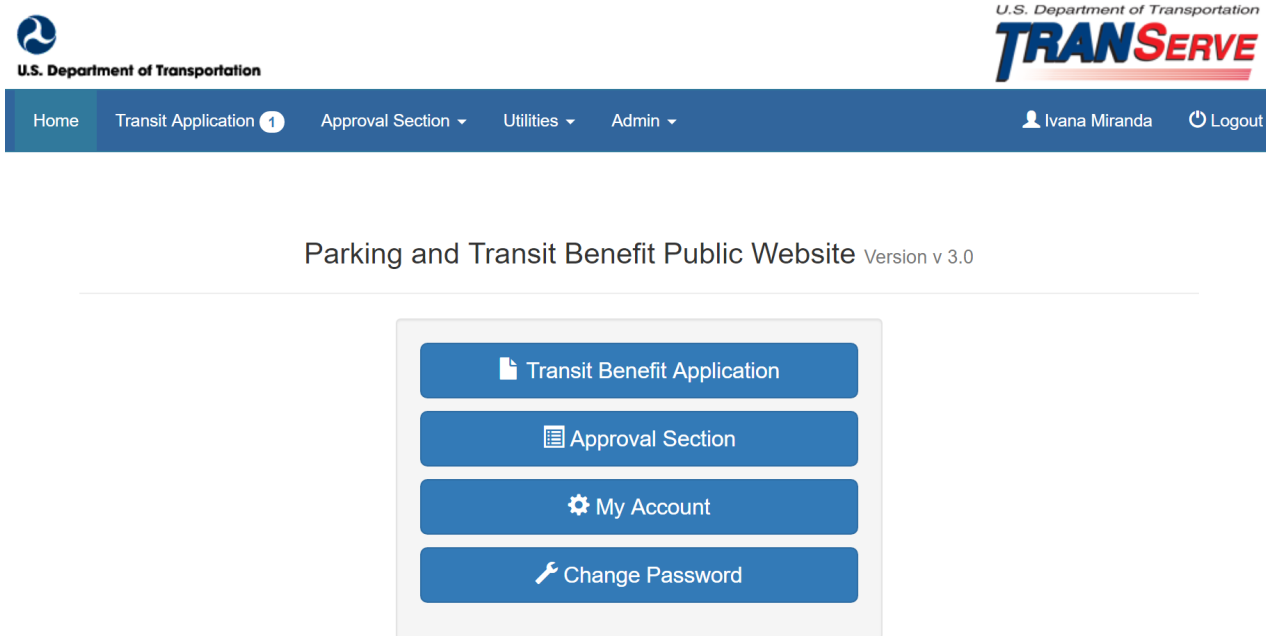 U.S. Department of Transportation
U.S. Department of Transportation
TRANSERVE
Home Transit Application 1 Approval Section Utilities Admin Ivana Miranda Logout
Parking and Transit Benefit Public Website Version v 3.0
Transit Benefit Application
Approval Section
My Account
Change Password